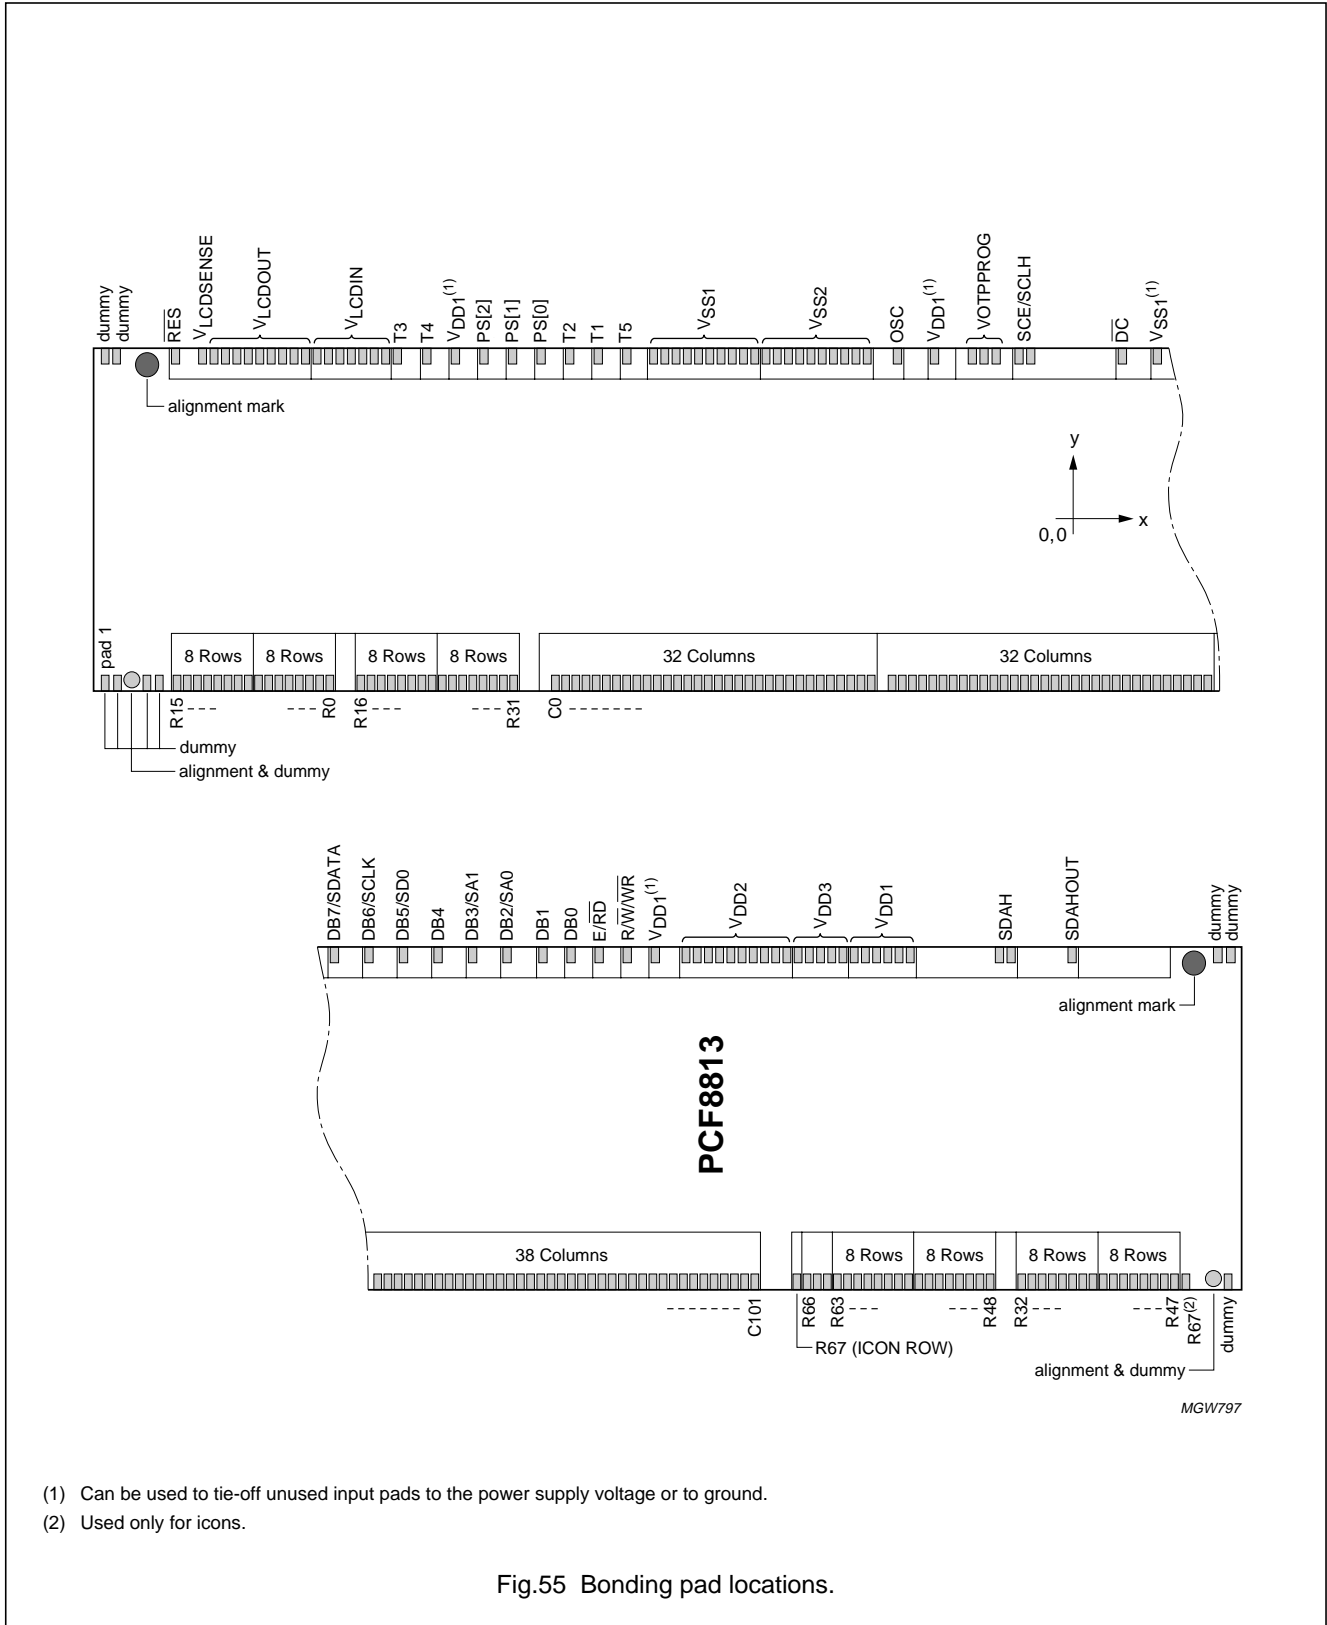 dummy
dummy
RES
VLCDSENSE
VLCDOUT
VLCDIN
T3
T4
VDD1(1)
PS[2]
PS[1]
PS[0]
T2
T1
T5
VSS1
VSS2
OSC
VDD1(1)
VOTPPROG
SCE/SCLH
DC
VSS1(1)
alignment mark
y
x
0,0
pad 1
8 Rows
8 Rows
8 Rows
8 Rows
32 Columns
32 Columns
R15
R0
R16
R31
C0
dummy
alignment & dummy
DB7/SDATA
DB6/SCLK
DB5/SD0
DB4
DB3/SA1
DB2/SA0
DB1
DB0
E/RD
R/W/WR
VDD1(1)
VDD2
VDD3
VDD1
SDAH
SDAHOUT
dummy
dummy
alignment mark
PCF8813
38 Columns
8 Rows
8 Rows
8 Rows
8 Rows
C101
R66
R63
R48
R32
R47
R67(2)
dummy
R67 (ICON ROW)
alignment & dummy
MGW797
(1) Can be used to tie-off unused input pads to the power supply voltage or to ground.
(2) Used only for icons.
Fig.55 Bonding pad locations.